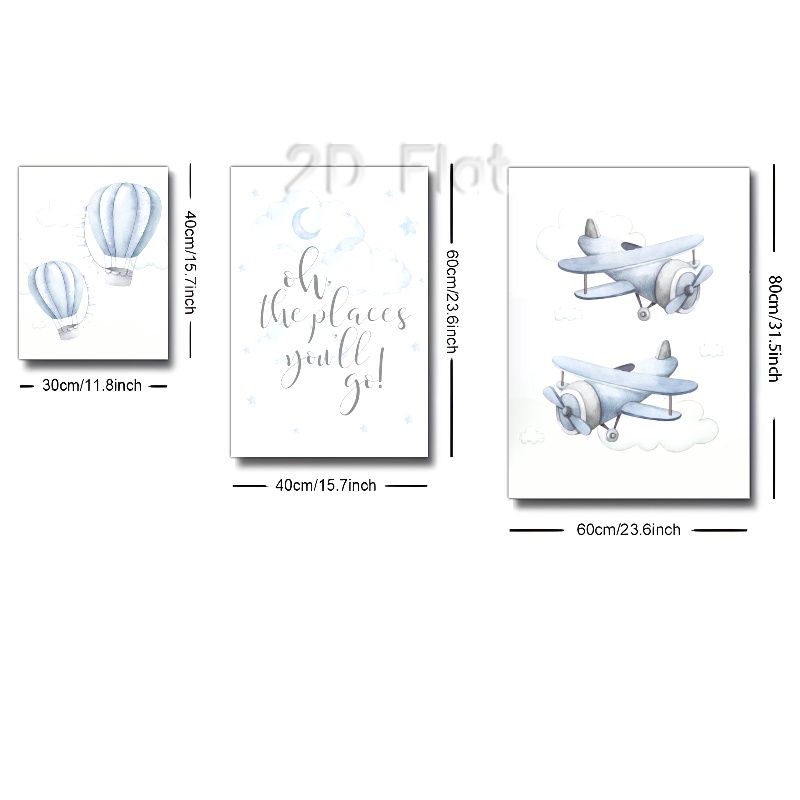 2D Flat
40cm/15.7inch
30cm/11.8inch
oh,
the places
you'll
go!
60cm/23.6inch
40cm/15.7inch
80cm/31.5inch
60cm/23.6inch